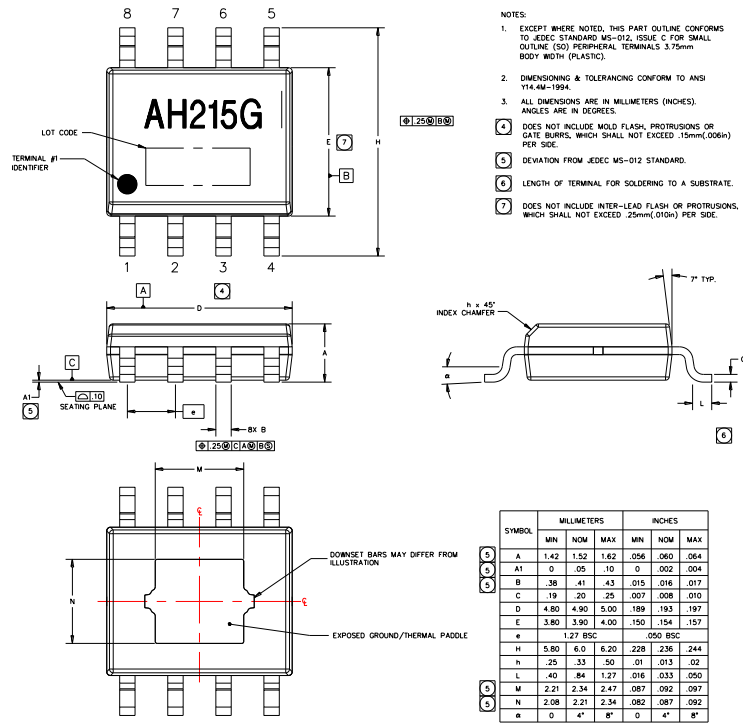 8 7 6 5
AH215G
LOT CODE
TERMINAL #1
IDENTIFIER
E 7
B
H
⌖ .25Ⓜ BⓂ
1 2 3 4
NOTES:
1. EXCEPT WHERE NOTED, THIS PART OUTLINE CONFORMS
TO JEDEC STANDARD MS-012, ISSUE C FOR SMALL
OUTLINE (SO) PERIPHERAL TERMINALS 3.75mm
BODY WIDTH (PLASTIC).
2. DIMENSIONING & TOLERANCING CONFORM TO ANSI
Y14.4M-1994.
3. ALL DIMENSIONS ARE IN MILLIMETERS (INCHES).
ANGLES ARE IN DEGREES.
4 DOES NOT INCLUDE MOLD FLASH, PROTRUSIONS OR
GATE BURRS, WHICH SHALL NOT EXCEED .15mm(.006in)
PER SIDE.
5 DEVIATION FROM JEDEC MS-012 STANDARD.
6 LENGTH OF TERMINAL FOR SOLDERING TO A SUBSTRATE.
7 DOES NOT INCLUDE INTER-LEAD FLASH OR PROTRUSIONS,
WHICH SHALL NOT EXCEED .25mm(.010in) PER SIDE.
A 4
D
A
C
A1
5
⌓ .10
SEATING PLANE
e
8X B
⌖ .25Ⓜ C AⓂ BⓈ
7° TYP.
h x 45°
INDEX CHAMFER
α
C
L
6
M
N
℄
℄
DOWNSET BARS MAY DIFFER FROM
ILLUSTRATION
EXPOSED GROUND/THERMAL PADDLE
SYMBOL MILLIMETERS INCHES
MIN NOM MAX MIN NOM MAX
5 A 1.42 1.52 1.62 .056 .060 .064
5 A1 0 .05 .10 0 .002 .004
5 B .38 .41 .43 .015 .016 .017
C .19 .20 .25 .007 .008 .010
D 4.80 4.90 5.00 .189 .193 .197
E 3.80 3.90 4.00 .150 .154 .157
e 1.27 BSC .050 BSC
H 5.80 6.0 6.20 .228 .236 .244
h .25 .33 .50 .01 .013 .02
L .40 .84 1.27 .016 .033 .050
5 M 2.21 2.34 2.47 .087 .092 .097
5 N 2.08 2.21 2.34 .082 .087 .092
α 0 4° 8° 0 4° 8°